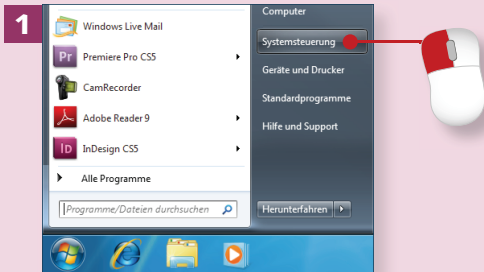 1
Windows Live Mail
Pr Premiere Pro CS5
CamRecorder
Adobe Reader 9
ID InDesign CS5
Alle Programme
Programme/Dateien durchsuchen
Computer
Systemsteuerung
Geräte und Drucker
Standardprogramme
Hilfe und Support
Herunterfahren